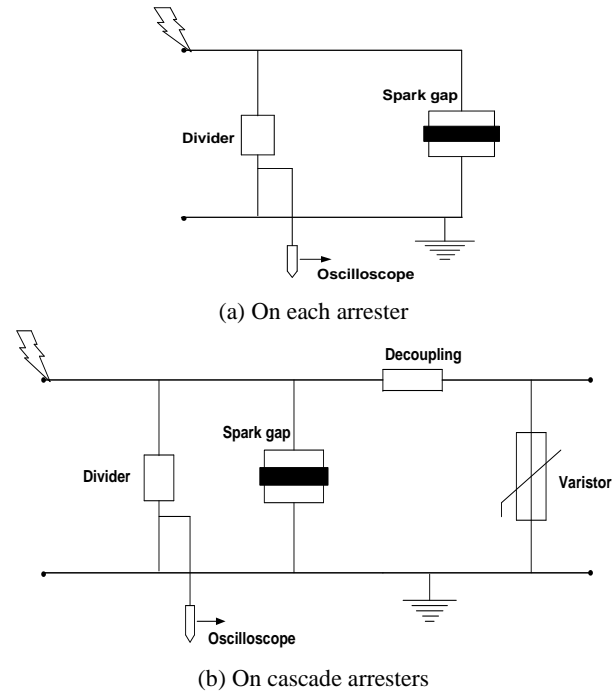 Spark gap
Divider
Oscilloscope
(a) On each arrester
Decoupling
Spark gap
Divider
Varistor
Oscilloscope
(b) On cascade arresters